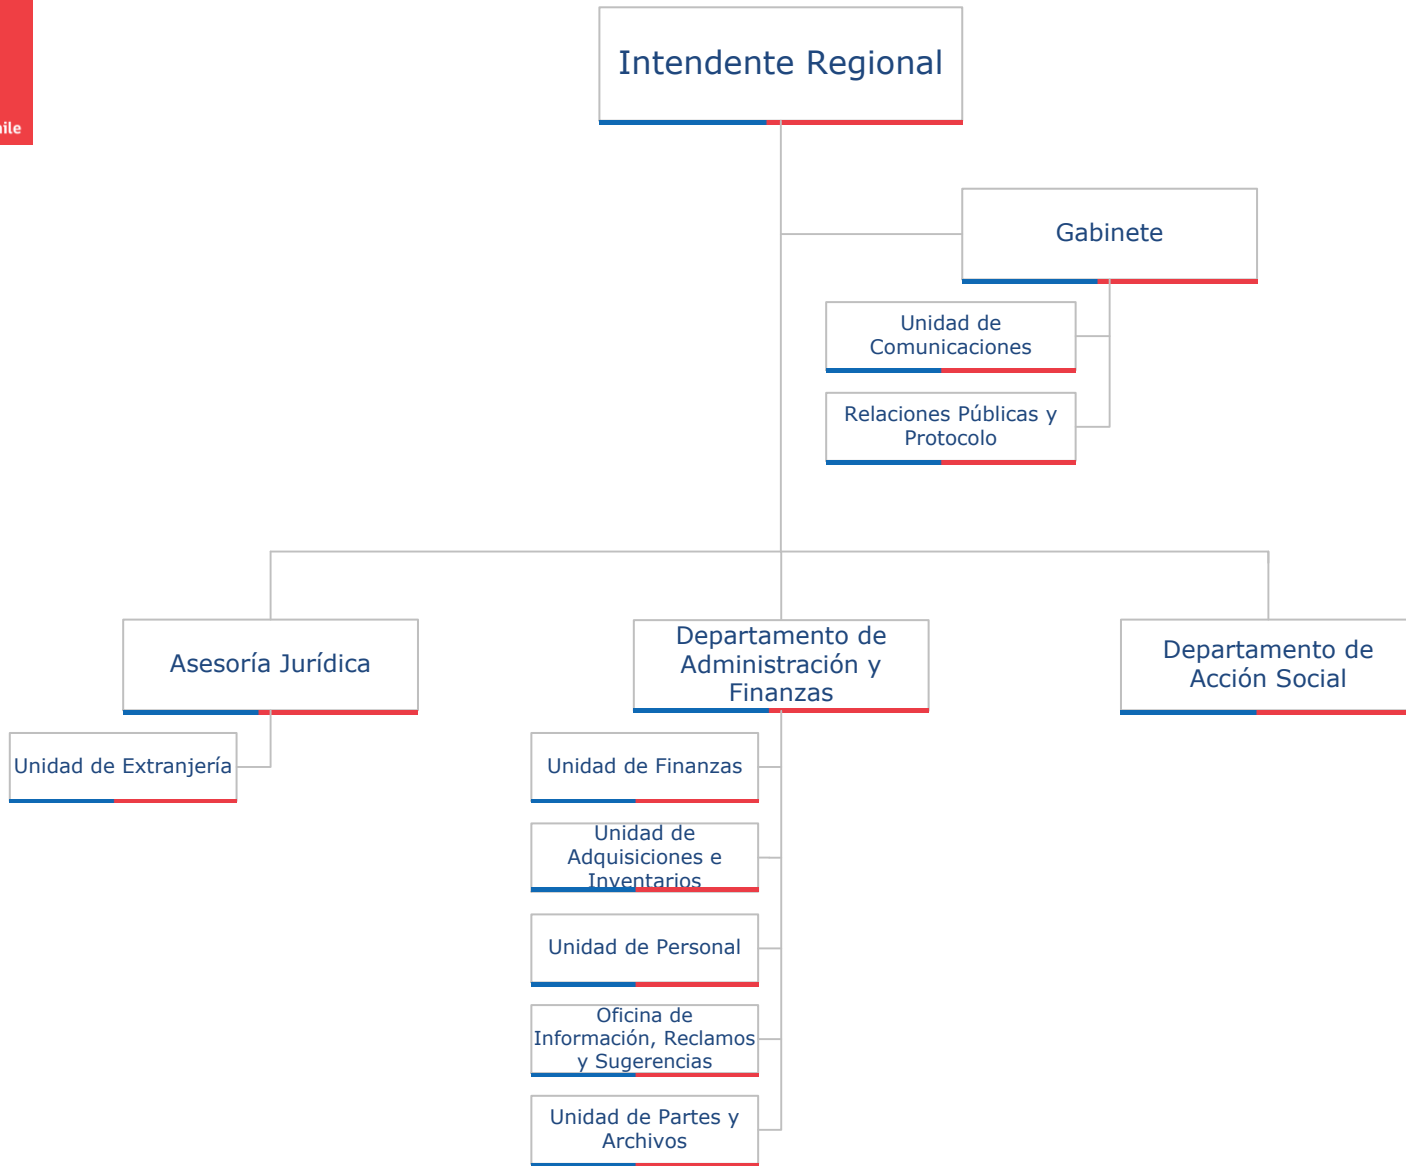 Intendente Regional
Gabinete
Unidad de
Comunicaciones
Relaciones Públicas y
Protocolo
Asesoría Jurídica
Departamento de
Administración y
Finanzas
Departamento de
Acción Social
Unidad de Extranjería
Unidad de Finanzas
Unidad de
Adquisiciones e
Inventarios
Unidad de Personal
Oficina de
Información, Reclamos
y Sugerencias
Unidad de Partes y
Archivos